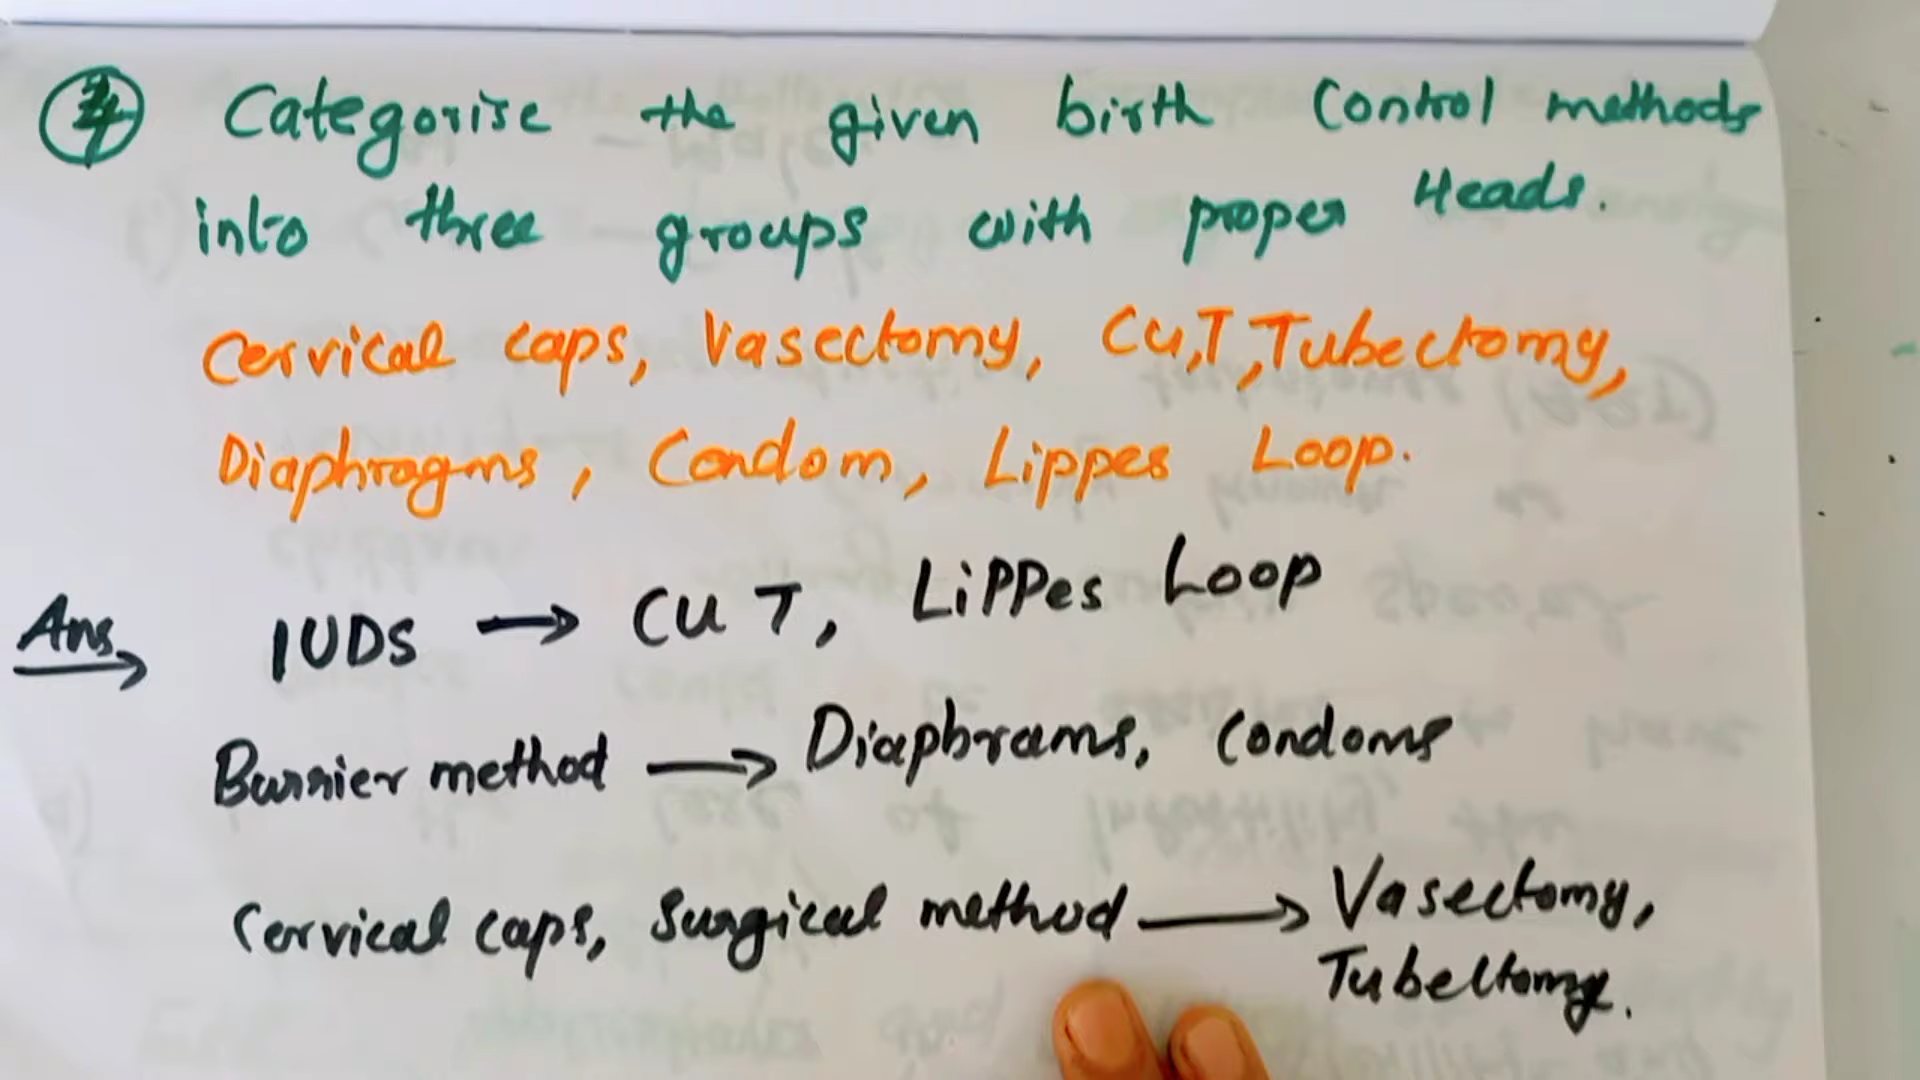 4 Categorise the given birth Control methods
into three groups with proper Heads.
Cervical caps, Vasectomy, Cu,T,Tubectomy,
Diaphragms, Condom, Lippes Loop.
Ans IUDS → CU T, LiPPes Loop
Barrier method → Diaphrams, Condoms
Cervical caps, Surgical method → Vasectomy,
Tubectomy.